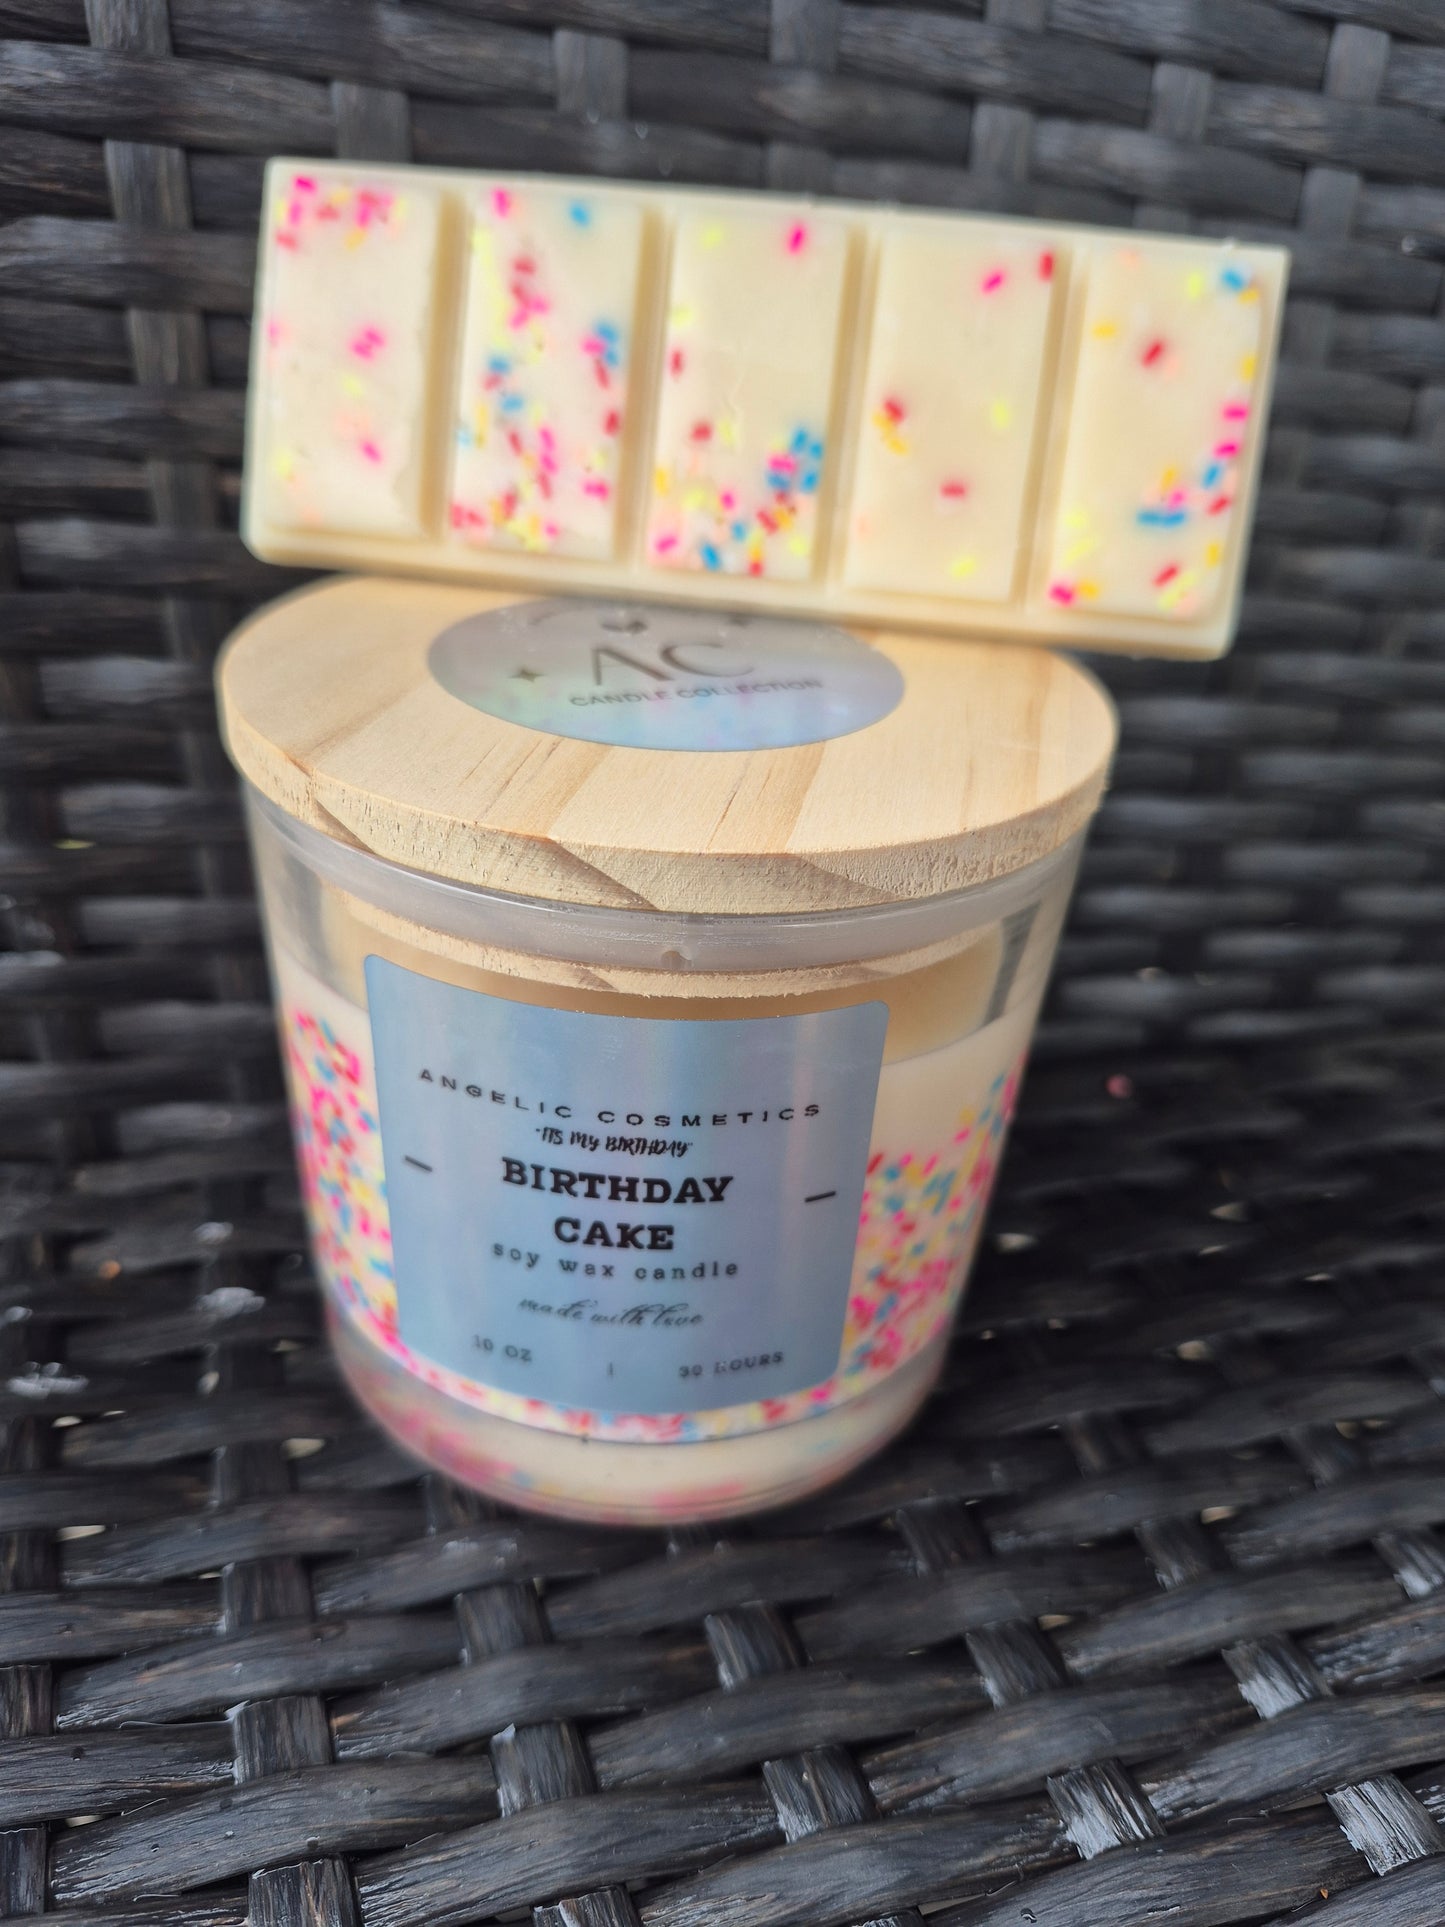 AC
CANDLE COLLECTION
ANGELIC COSMETICS
"ITS MY BIRTHDAY"
BIRTHDAY
CAKE
soy wax candle
made with love
10 OZ | 30 HOURS